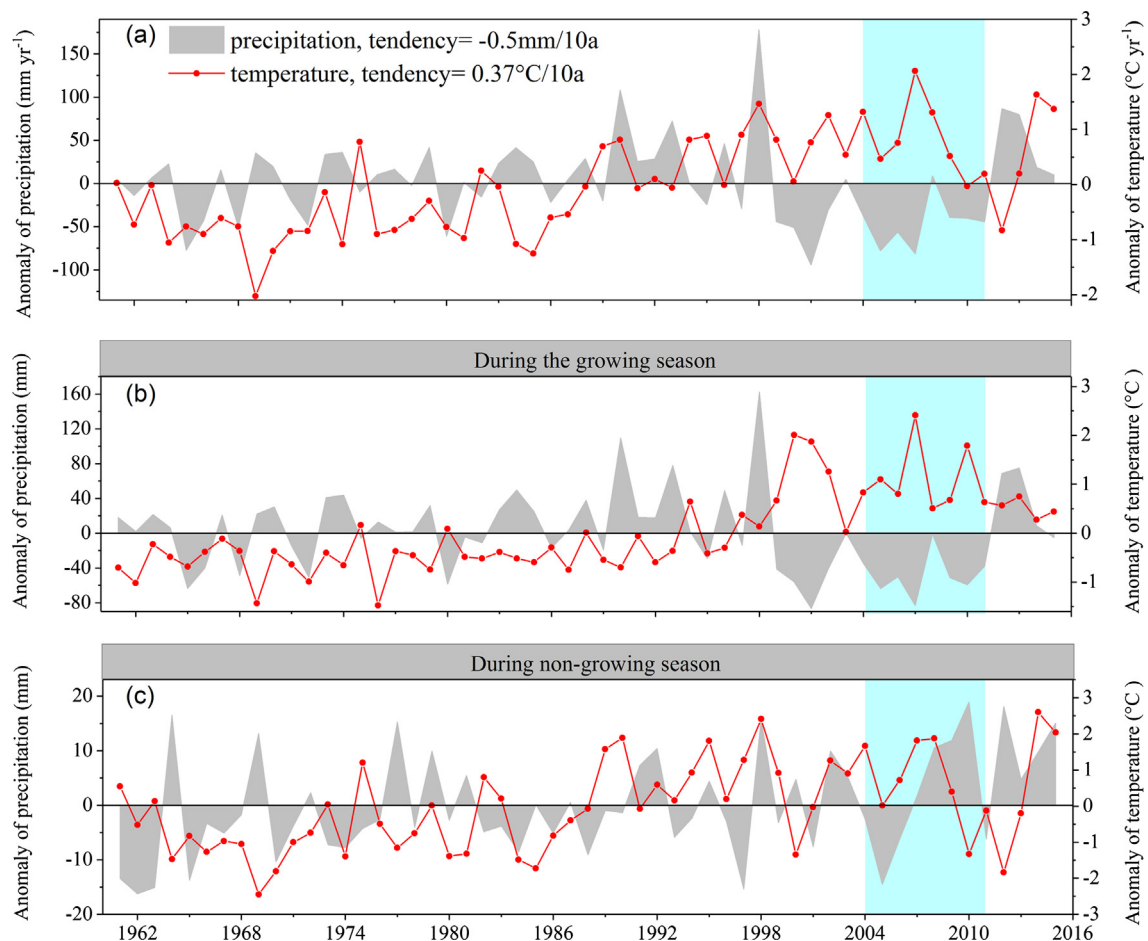 (a)
precipitation, tendency= -0.5mm/10a
temperature, tendency= 0.37°C/10a
Anomaly of precipitation (mm yr⁻¹)
150
100
50
0
-50
-100
3
2
1
0
-1
-2
Anomaly of temperature (°C yr⁻¹)
During the growing season
(b)
Anomaly of precipitation (mm)
160
120
80
40
0
-40
-80
3
2
1
0
-1
Anomaly of temperature (°C )
During non-growing season
(c)
Anomaly of precipitation (mm)
20
10
0
-10
-20
3
2
1
0
-1
-2
-3
Anomaly of temperature (°C )
1962 1968 1974 1980 1986 1992 1998 2004 2010 2016